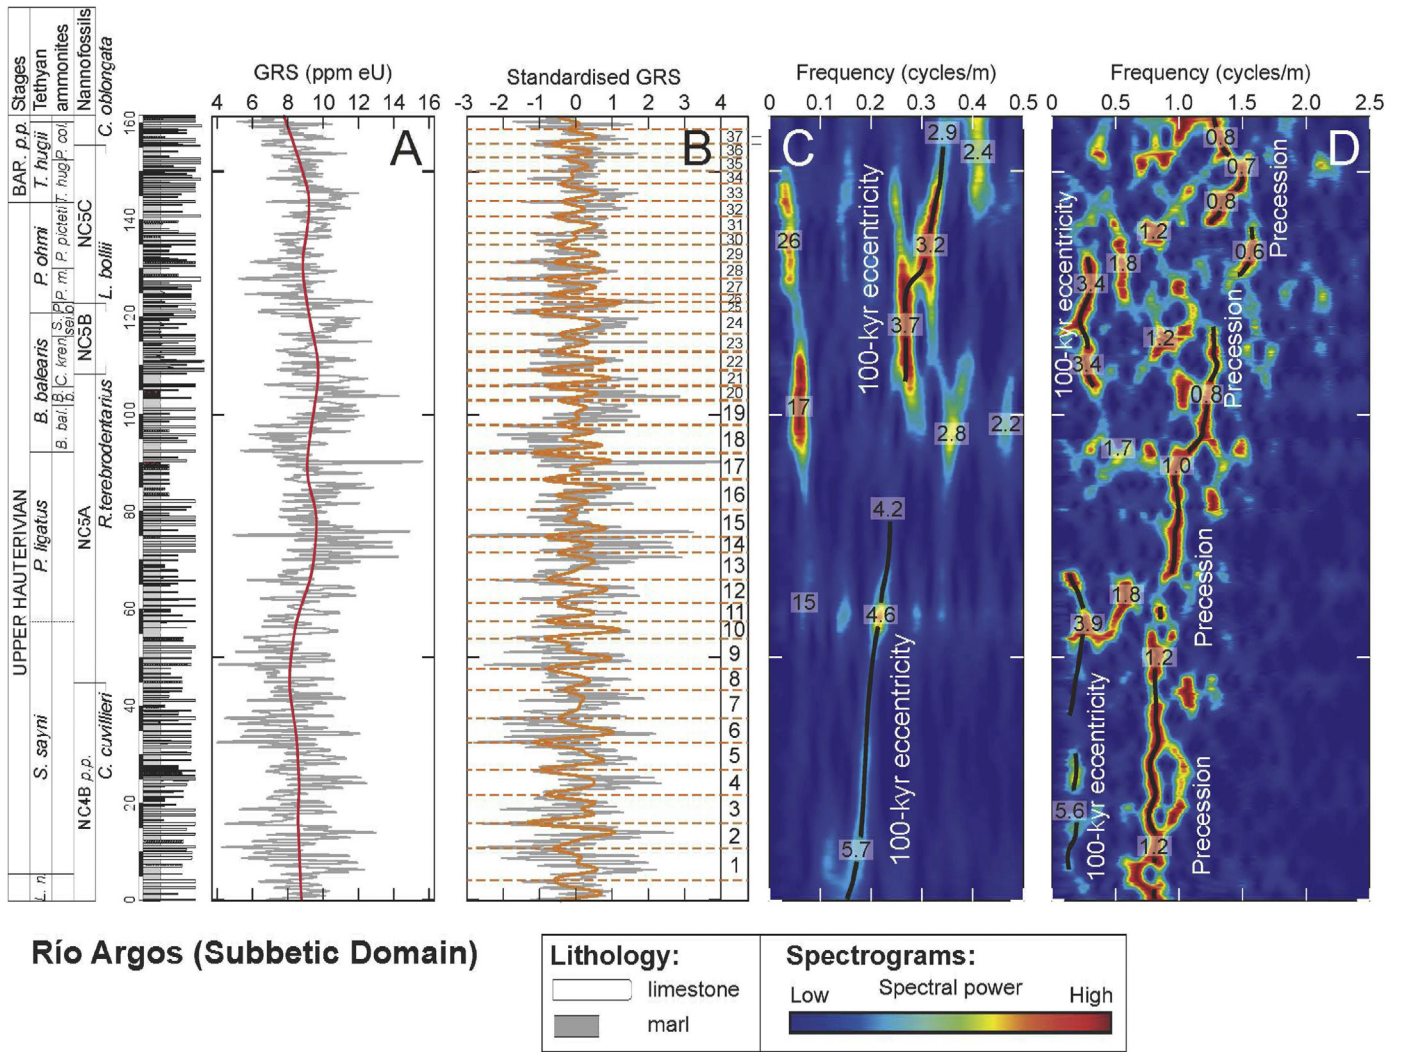 Stages
Tethyan
ammonites
Nannofossils
C. oblongata
GRS (ppm eU)
4 6 8 10 12 14 16
Standardised GRS
-3 -2 -1 0 1 2 3 4
Frequency (cycles/m)
0 0.1 0.2 0.3 0.4 0.5
Frequency (cycles/m)
0 0.5 1.0 1.5 2.0 2.5
A
B
C
D
BAR. p.p.
UPPER HAUTERIVIAN
T. hugii
P. ohmi
B. balearis
P. ligatus
S. sayni
L. n.
P. col.
T. hug.
P. picteti
P. m.
C. kren.
B. bal.
NC5C
NC5B
NC5A
NC4B p.p.
L. bollii
R. terebrodentarius
C. cuvillieri
160
140
120
100
80
60
40
20
0
37
36
35
34
33
32
31
30
29
28
27
26
25
24
23
22
21
20
19
18
17
16
15
14
13
12
11
10
9
8
7
6
5
4
3
2
1
2.9
2.4
26
3.2
100-kyr eccentricity
3.7
17
2.2
2.8
4.2
15
4.6
100-kyr eccentricity
5.7
0.8
0.7
0.8
1.2
0.6
Precession
1.8
3.4
100-kyr eccentricity
1.2
3.4
0.8
Precession
1.7
1.0
1.8
3.9
Precession
1.2
5.6
100-kyr eccentricity
Precession
1.2
Río Argos (Subbetic Domain)
Lithology:
limestone
marl
Spectrograms:
Low Spectral power High